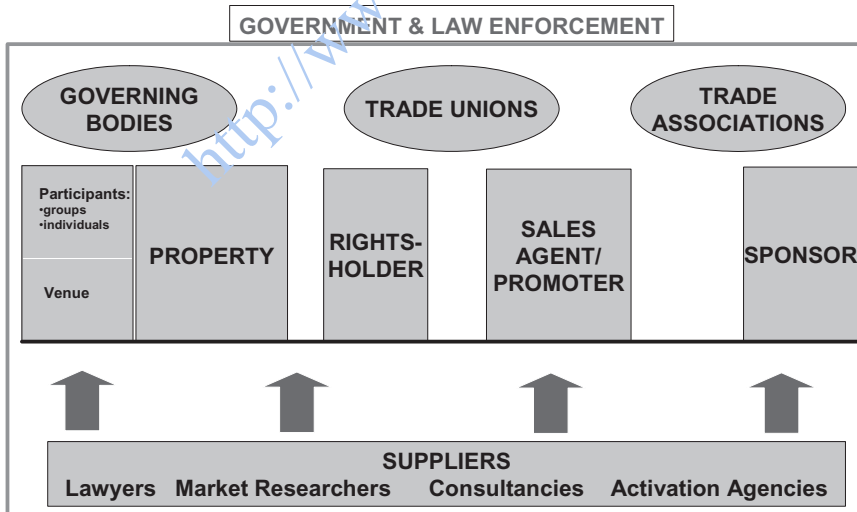 GOVERNMENT & LAW ENFORCEMENT
GOVERNING
BODIES
TRADE UNIONS
TRADE
ASSOCIATIONS
Participants:
•groups
•individuals
Venue
PROPERTY
RIGHTS-
HOLDER
SALES
AGENT/
PROMOTER
SPONSOR
SUPPLIERS
Lawyers Market Researchers Consultancies Activation Agencies
http://w